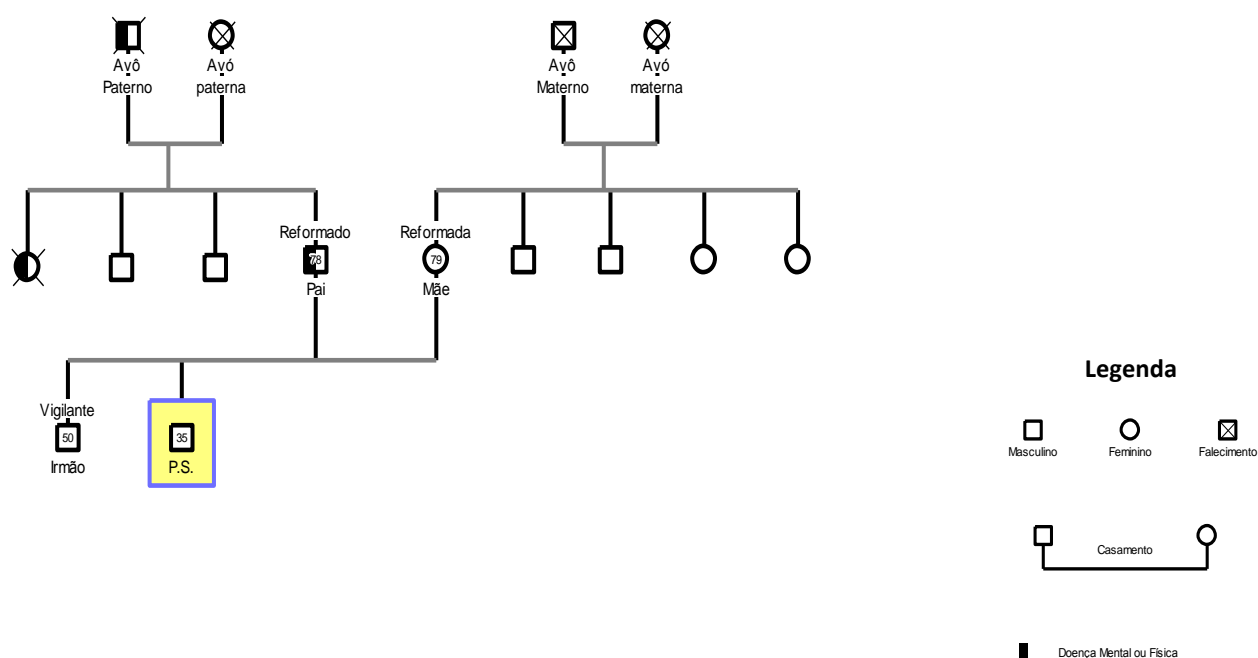 Avô
Paterno
Avó
paterna
Avô
Materno
Avó
materna
Reformado
78
Pai
Reformada
79
Mãe
Vigilante
50
Irmão
35
P.S.
Legenda
Masculino
Feminino
Falecimento
Casamento
Doença Mental ou Física